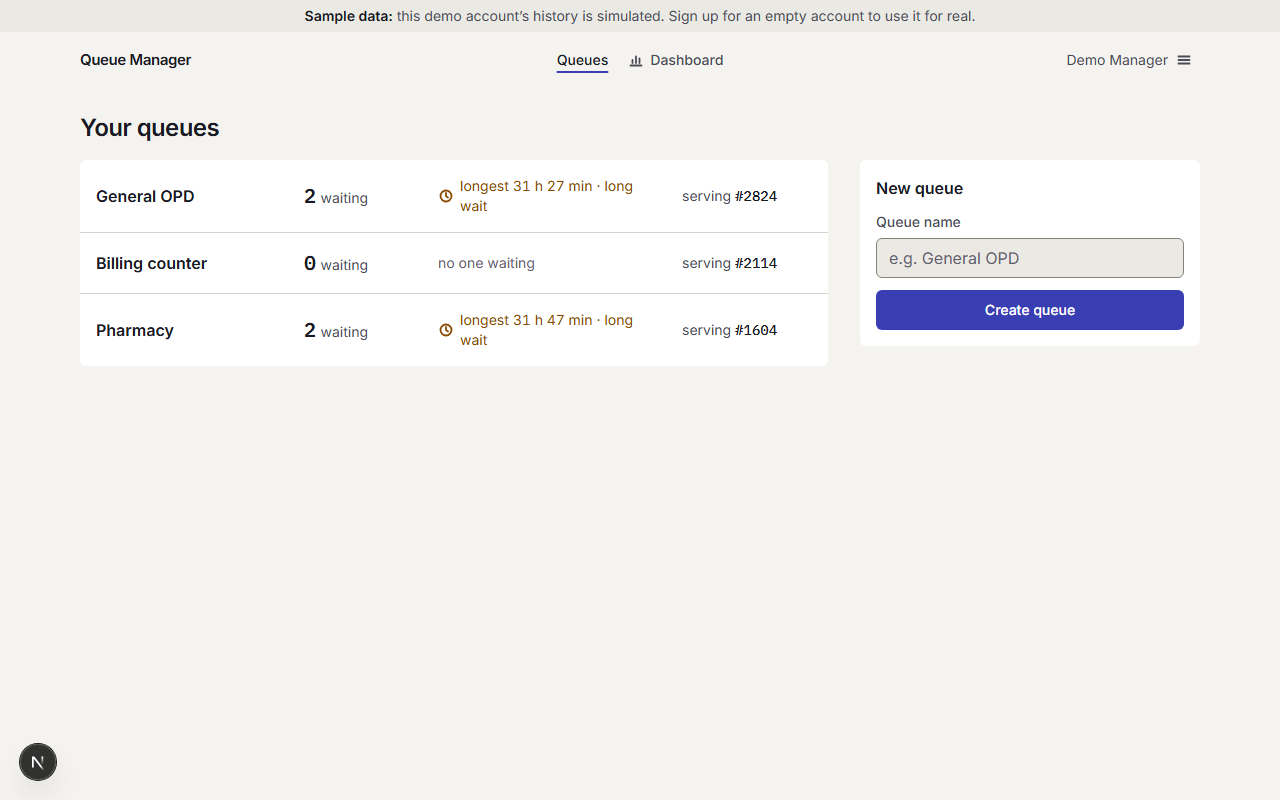 Sample data: this demo account’s history is simulated. Sign up for an empty account to use it for real.
Queue Manager
Queues
Dashboard
Demo Manager
Your queues
General OPD
2 waiting
longest 31 h 27 min · long
wait
serving #2824
Billing counter
0 waiting
no one waiting
serving #2114
Pharmacy
2 waiting
longest 31 h 47 min · long
wait
serving #1604
New queue
Queue name
e.g. General OPD
Create queue
N